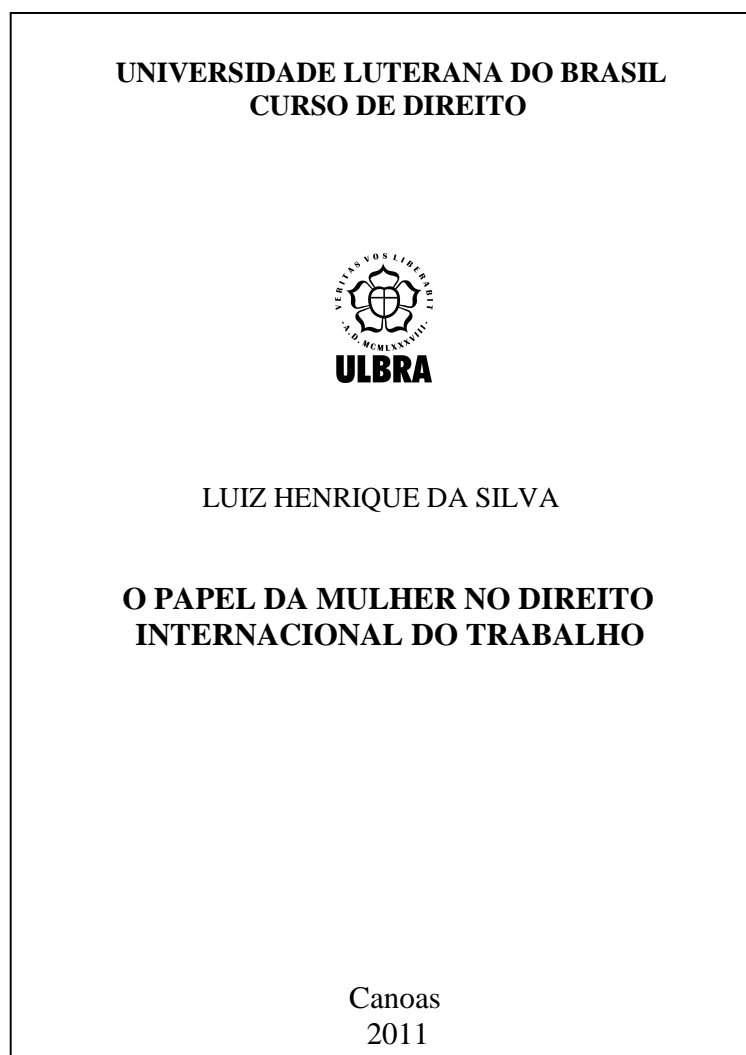 UNIVERSIDADE LUTERANA DO BRASIL
CURSO DE DIREITO
VERITAS VOS LIBERABIT
· A.D. MCMLXXXVIII ·
ULBRA
LUIZ HENRIQUE DA SILVA
O PAPEL DA MULHER NO DIREITO
INTERNACIONAL DO TRABALHO
Canoas
2011